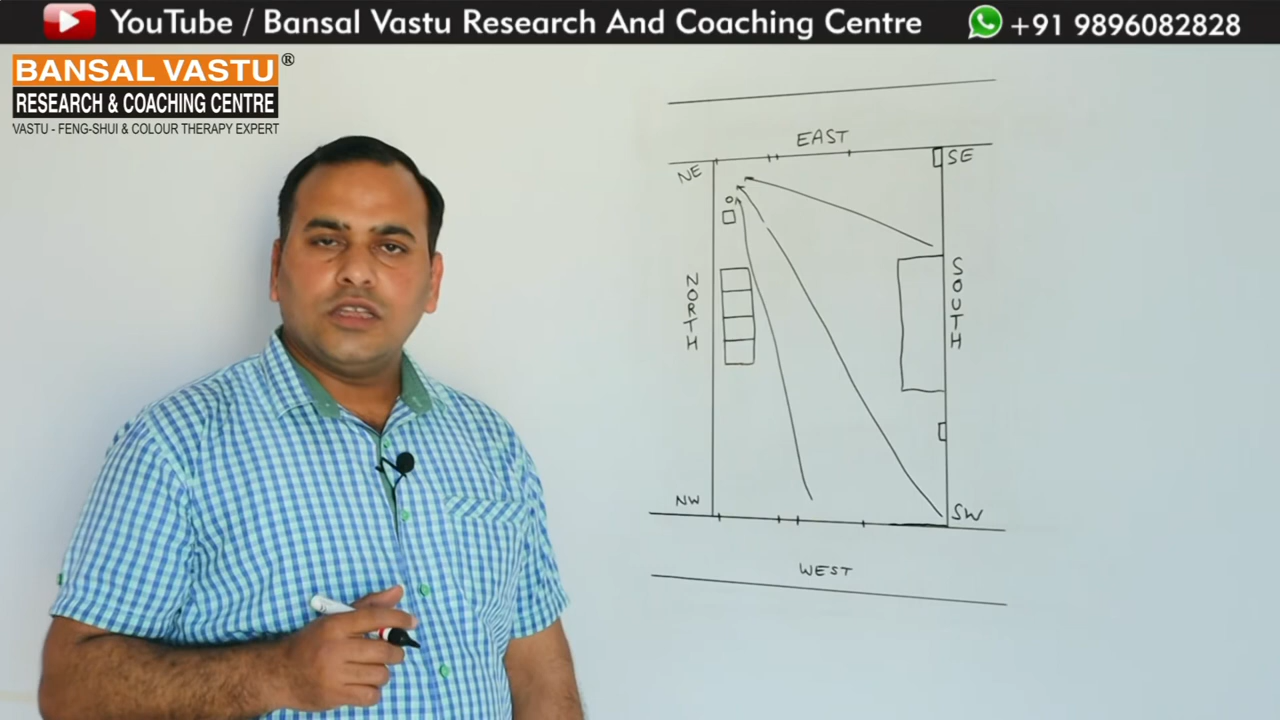 YouTube / Bansal Vastu Research And Coaching Centre
+91 9896082828
BANSAL VASTU®
RESEARCH & COACHING CENTRE
VASTU - FENG-SHUI & COLOUR THERAPY EXPERT
EAST
NE
SE
NORTH
SOUTH
NW
SW
WEST